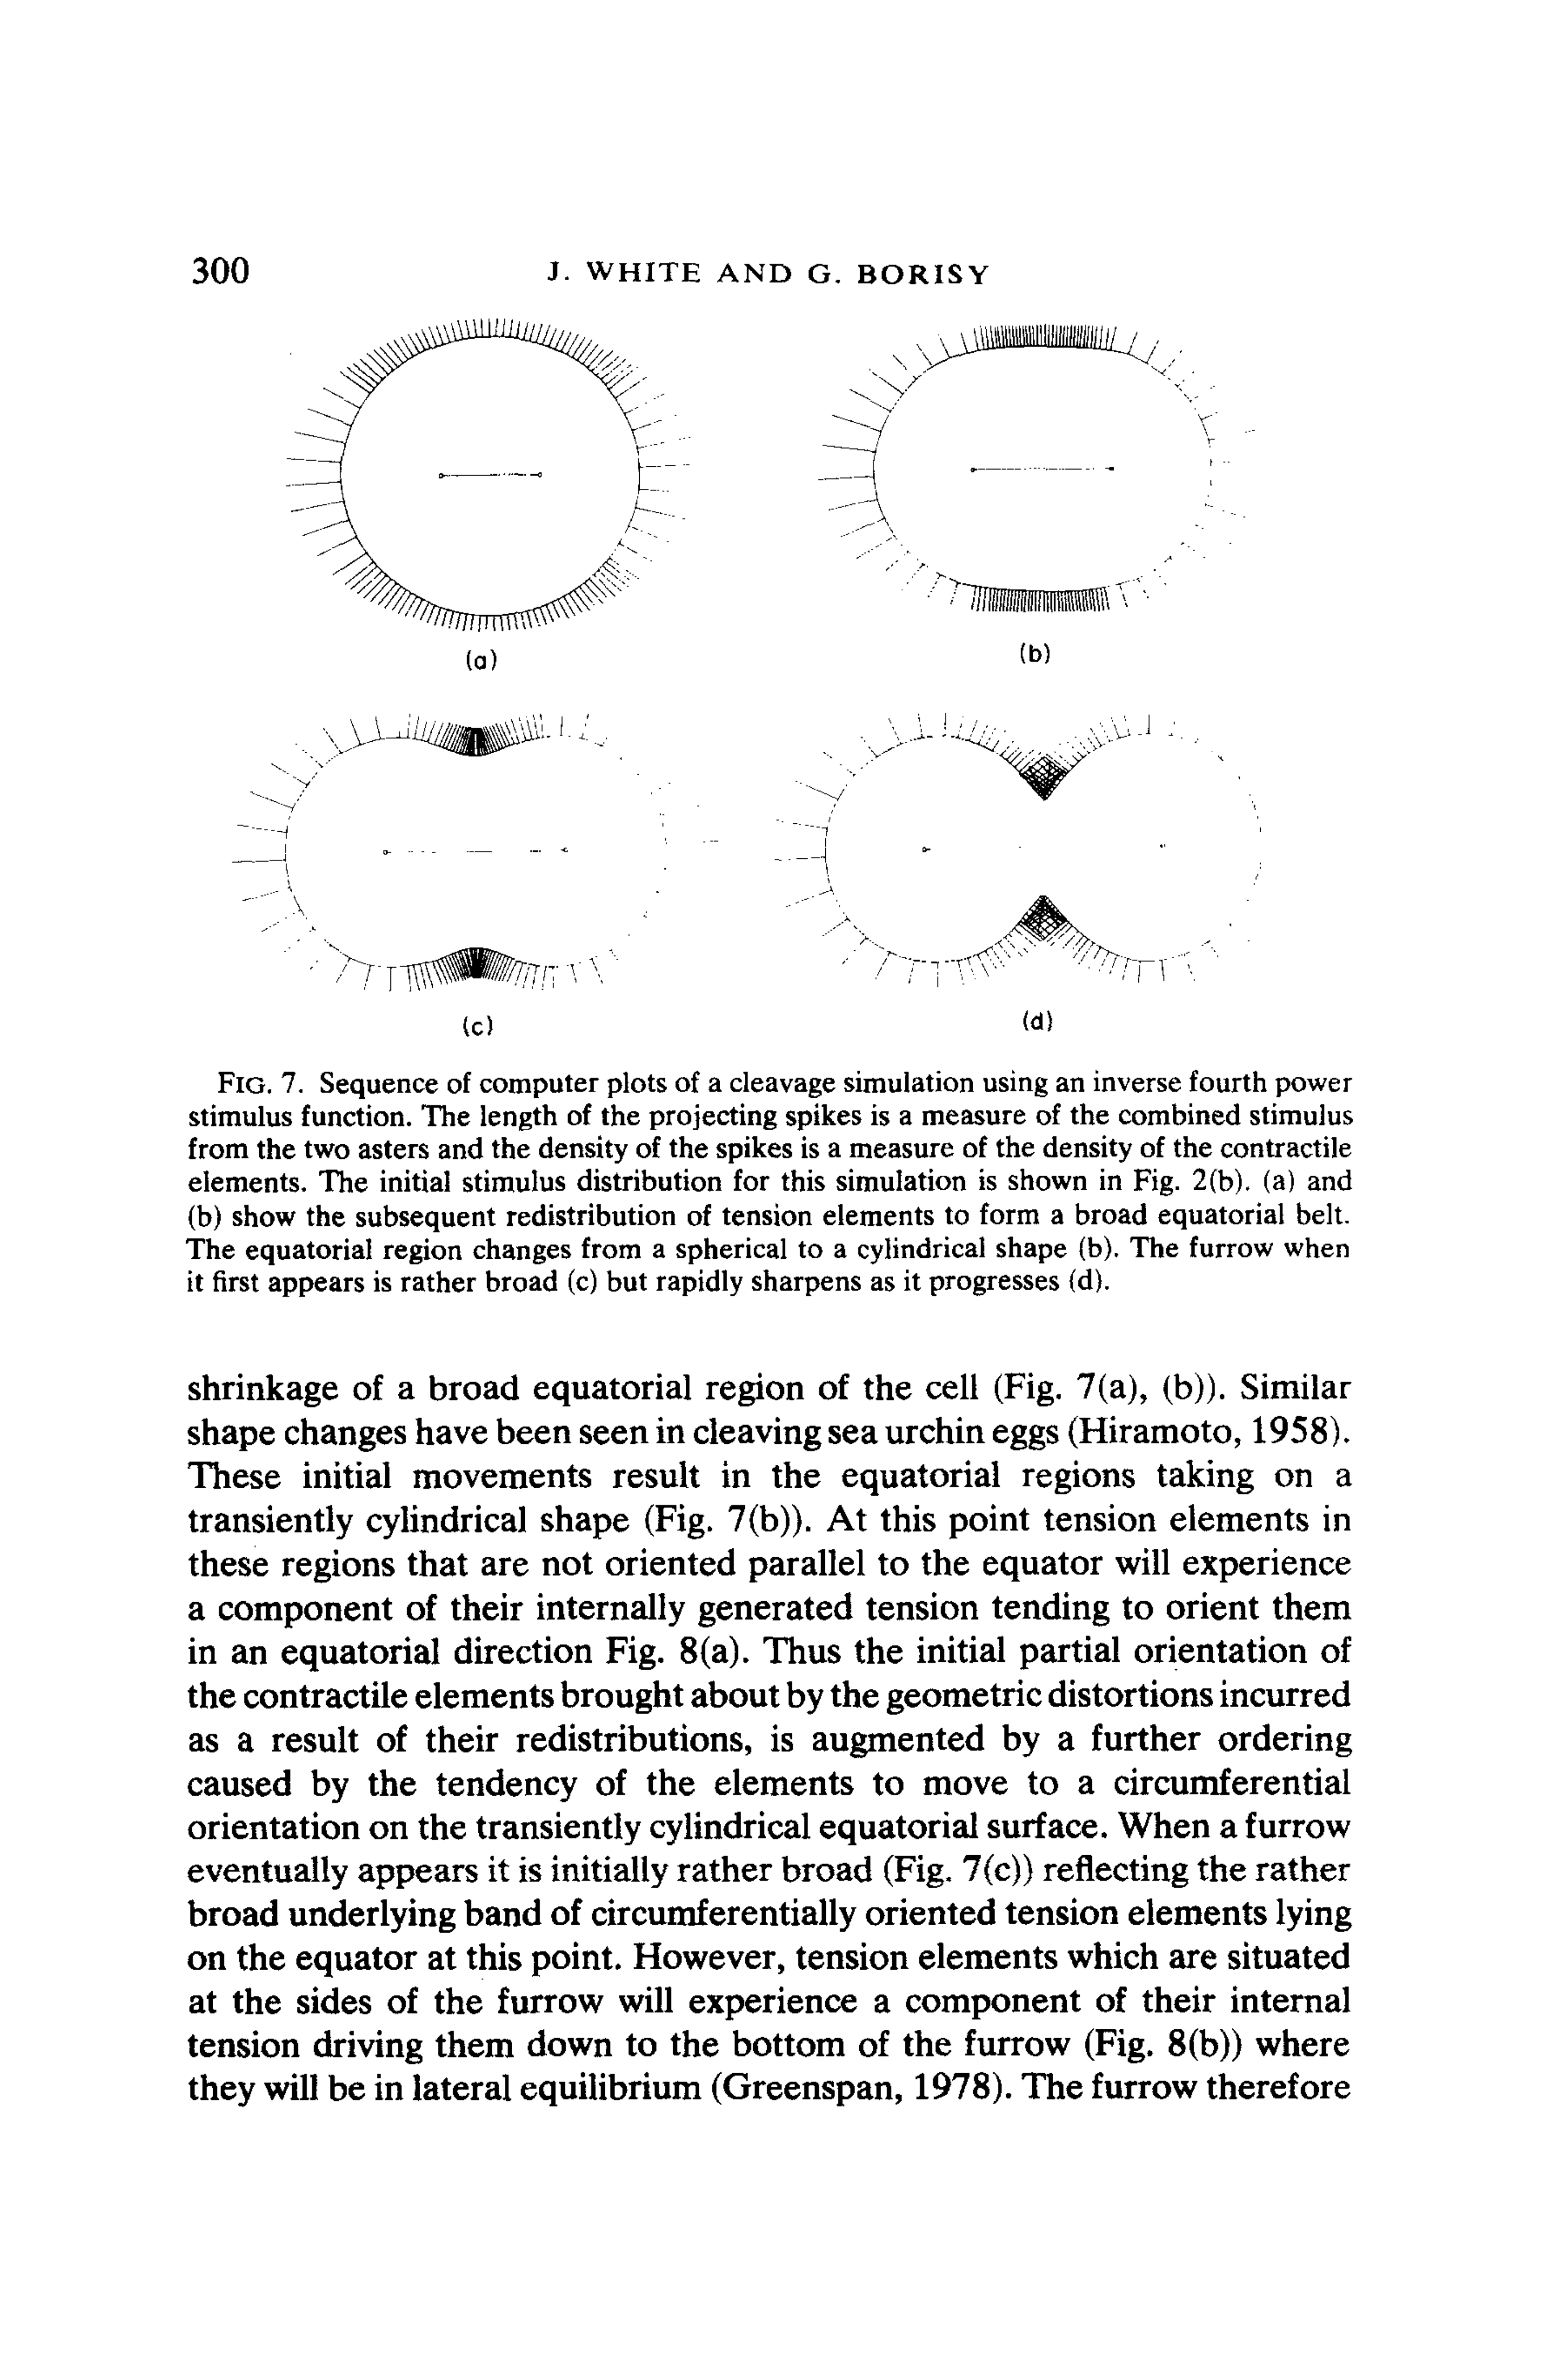 300
J. WHITE AND G. BORISY
(a)
(b)
(c)
(d)
FIG. 7. Sequence of computer plots of a cleavage simulation using an inverse fourth power
stimulus function. The length of the projecting spikes is a measure of the combined stimulus
from the two asters and the density of the spikes is a measure of the density of the contractile
elements. The initial stimulus distribution for this simulation is shown in Fig. 2(b). (a) and
(b) show the subsequent redistribution of tension elements to form a broad equatorial belt.
The equatorial region changes from a spherical to a cylindrical shape (b). The furrow when
it first appears is rather broad (c) but rapidly sharpens as it progresses (d).
shrinkage of a broad equatorial region of the cell (Fig. 7(a), (b)). Similar
shape changes have been seen in cleaving sea urchin eggs (Hiramoto, 1958).
These initial movements result in the equatorial regions taking on a
transiently cylindrical shape (Fig. 7(b)). At this point tension elements in
these regions that are not oriented parallel to the equator will experience
a component of their internally generated tension tending to orient them
in an equatorial direction Fig. 8(a). Thus the initial partial orientation of
the contractile elements brought about by the geometric distortions incurred
as a result of their redistributions, is augmented by a further ordering
caused by the tendency of the elements to move to a circumferential
orientation on the transiently cylindrical equatorial surface. When a furrow
eventually appears it is initially rather broad (Fig. 7(c)) reflecting the rather
broad underlying band of circumferentially oriented tension elements lying
on the equator at this point. However, tension elements which are situated
at the sides of the furrow will experience a component of their internal
tension driving them down to the bottom of the furrow (Fig. 8(b)) where
they will be in lateral equilibrium (Greenspan, 1978). The furrow therefore